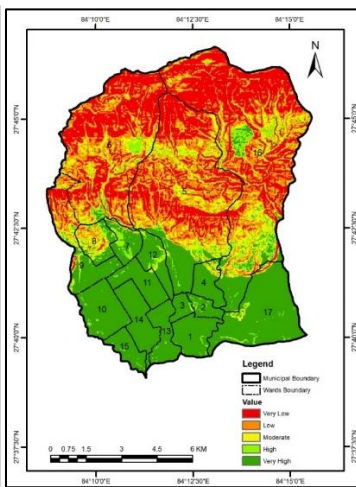 84°10'0"E 84°12'30"E 84°15'0"E
N
27°45'0"N 27°45'0"N
16
6
5
27°42'30"N 27°42'30"N
8
7
12
9
4
11
3 2
10
14
17
13
27°40'0"N 27°40'0"N
1
15
Legend
Municipal Boundary
Wards Boundary
Value
Very Low
Low
Moderate
High
Very High
0 0.75 1.5 3 4.5 6 KM
27°37'30"N 27°37'30"N
84°10'0"E 84°12'30"E 84°15'0"E